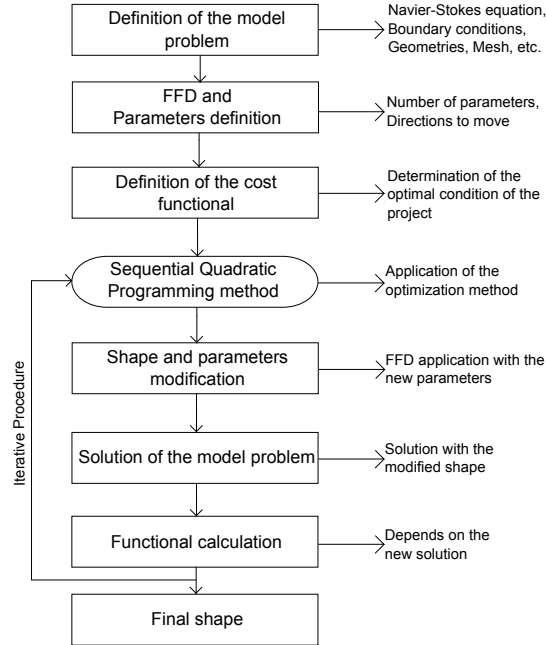 Definition of the model
problem
Navier-Stokes equation,
Boundary conditions,
Geometries, Mesh, etc.
FFD and
Parameters definition
Number of parameters,
Directions to move
Definition of the cost
functional
Determination of the
optimal condition of the
project
Sequential Quadratic
Programming method
Application of the
optimization method
Shape and parameters
modification
FFD application with the
new parameters
Solution of the model problem
Solution with the
modified shape
Functional calculation
Depends on the
new solution
Final shape
Iterative Procedure